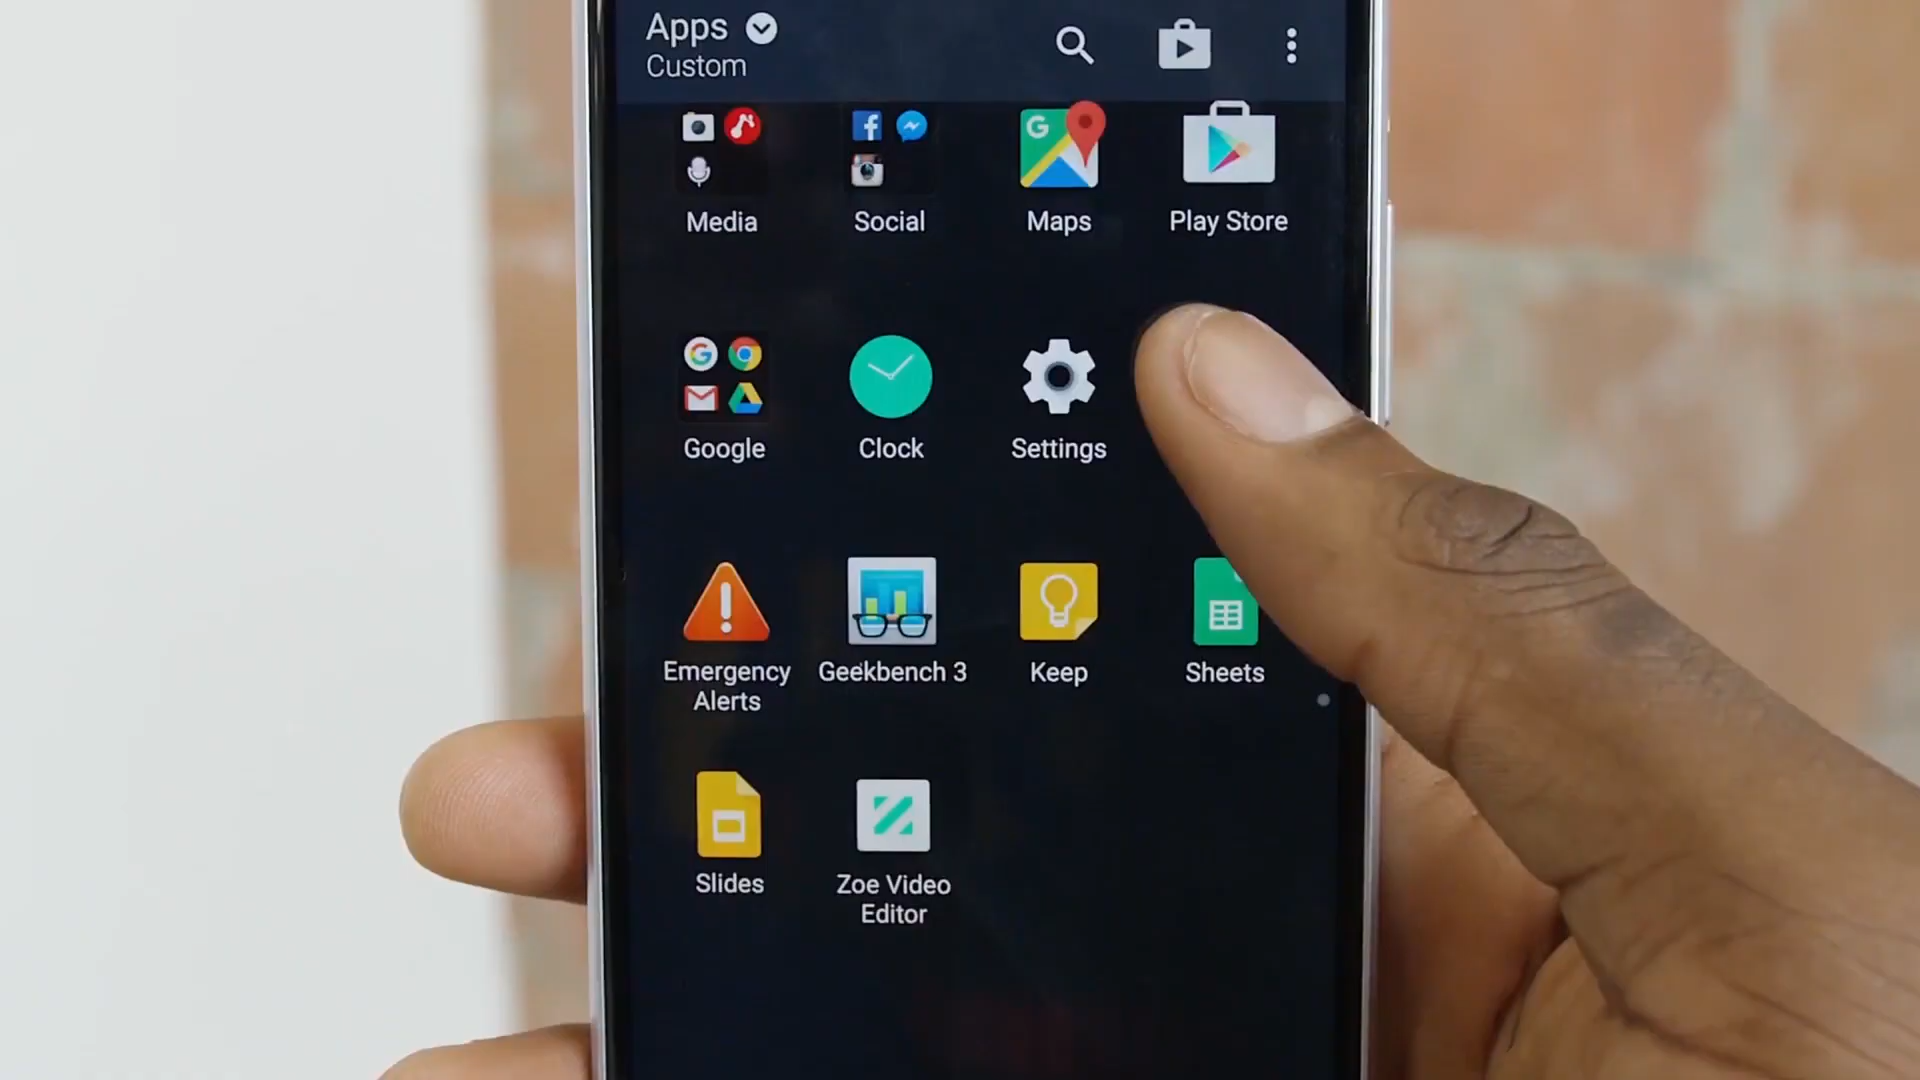 Apps
Custom
Media
Social
Maps
Play Store
Google
Clock
Settings
Emergency
Alerts
Geekbench 3
Keep
Sheets
Slides
Zoe Video
Editor